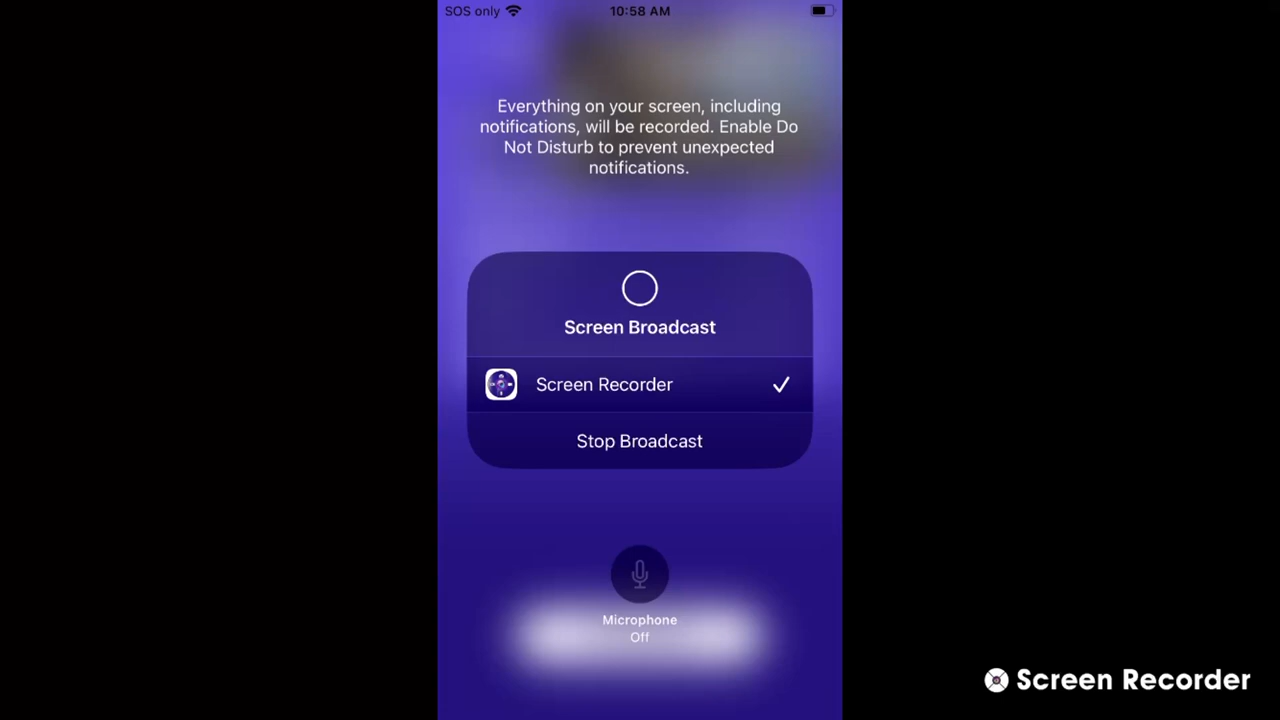 SOS only
10:58 AM
Everything on your screen, including
notifications, will be recorded. Enable Do
Not Disturb to prevent unexpected
notifications.
Screen Broadcast
Screen Recorder
Stop Broadcast
Microphone
Off
Screen Recorder